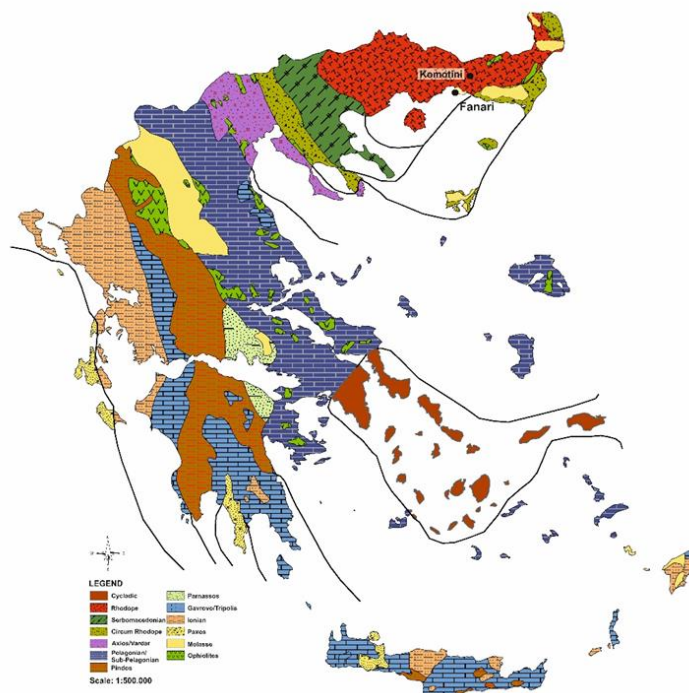 Komotini
Fanari
LEGEND
Cycladic
Rhodope
Serbomacedonian
Circum Rhodope
Axios/Vardar
Pelagonian/
Sub-Pelagonian
Pindos
Parnassos
Gavrovo/Tripolis
Ionian
Paxos
Molasse
Ophiolites
Scale: 1:500.000